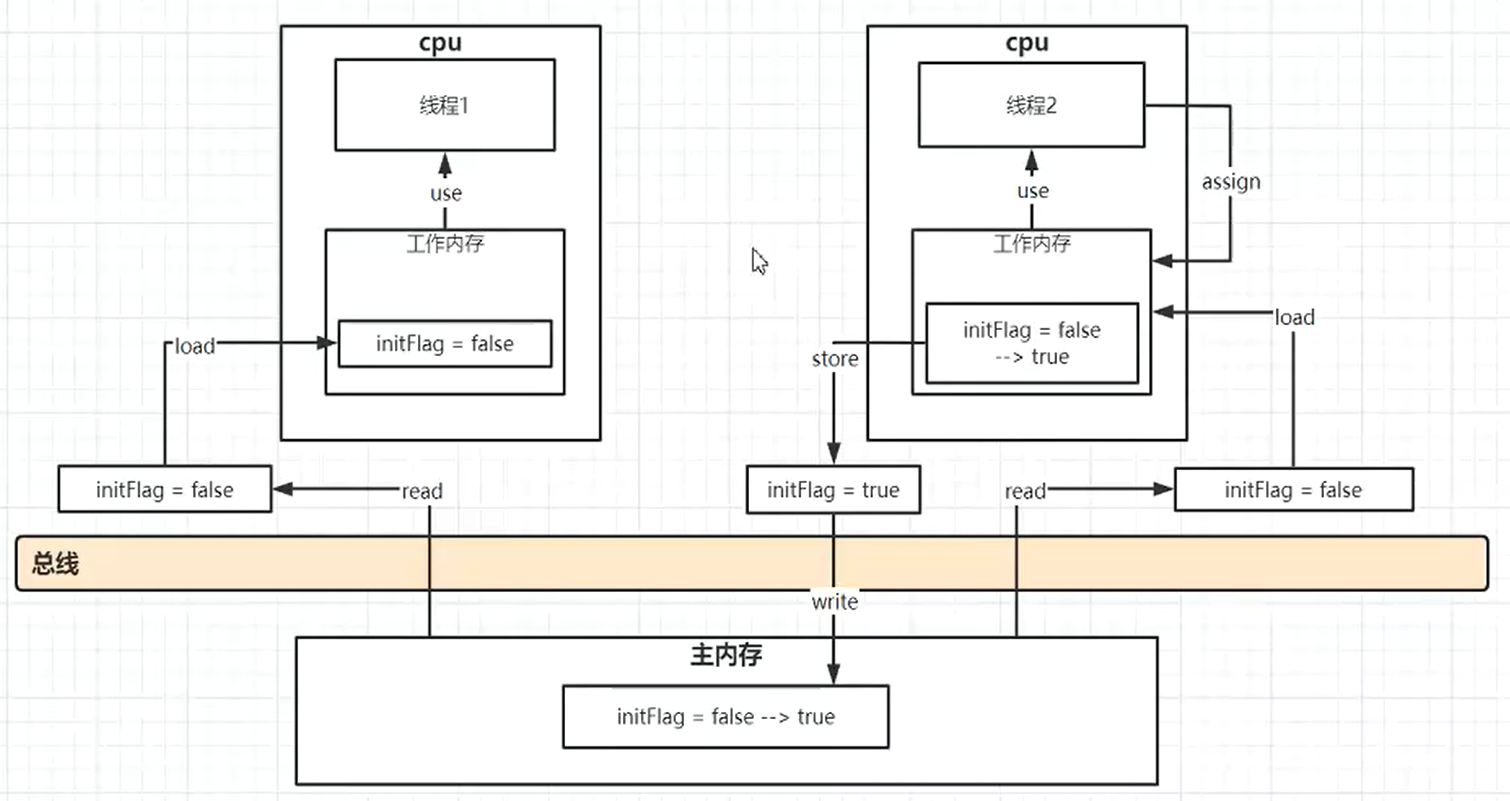 cpu
线程1
use
工作内存
initFlag = false
load
initFlag = false
read
cpu
线程2
use
assign
工作内存
initFlag = false
--> true
store
load
initFlag = true
read
initFlag = false
总线
write
主内存
initFlag = false --> true